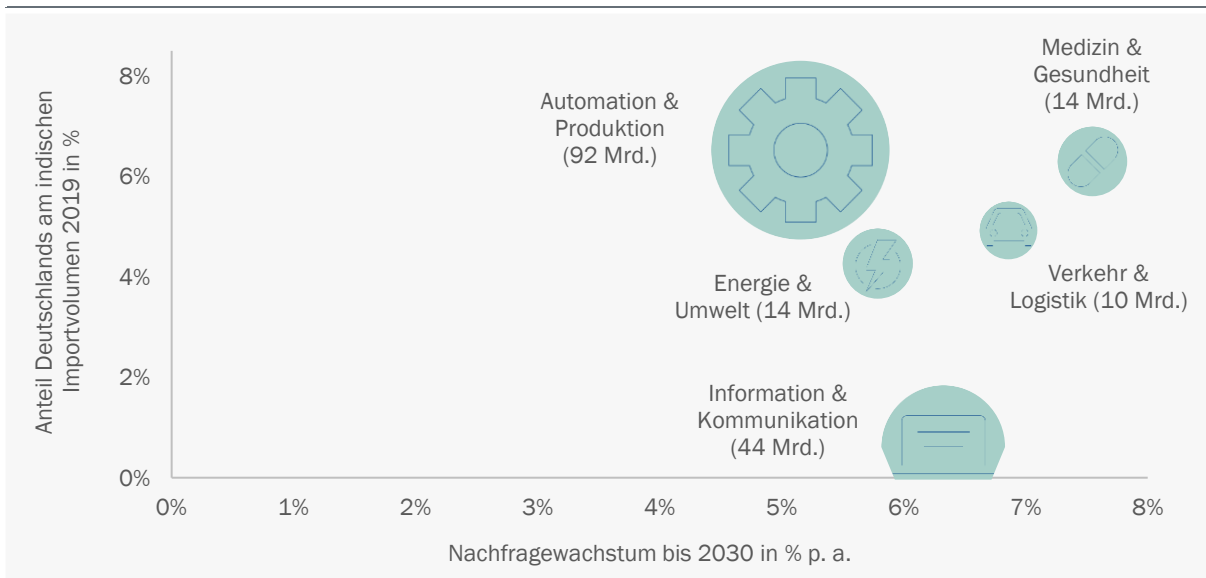 Anteil Deutschlands am indischen
Importvolumen 2019 in %
8%
6%
4%
2%
0%
Automation &
Produktion
(92 Mrd.)
Medizin &
Gesundheit
(14 Mrd.)
Energie &
Umwelt (14 Mrd.)
Verkehr &
Logistik (10 Mrd.)
Information &
Kommunikation
(44 Mrd.)
0%
1%
2%
3%
4%
5%
6%
7%
8%
Nachfragewachstum bis 2030 in % p. a.